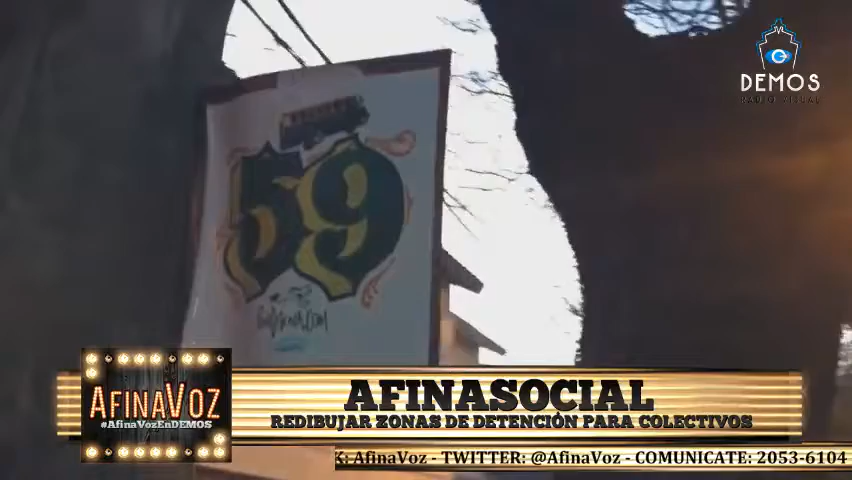 DEMOS
RADIO VISUAL
59
AFINAVOZ
#AfinaVozEnDEMOS
AFINASOCIAL
REDIBUJAR ZONAS DE DETENCIÓN PARA COLECTIVOS
K: AfinaVoz - TWITTER: @AfinaVoz - COMUNICATE: 2053-6104